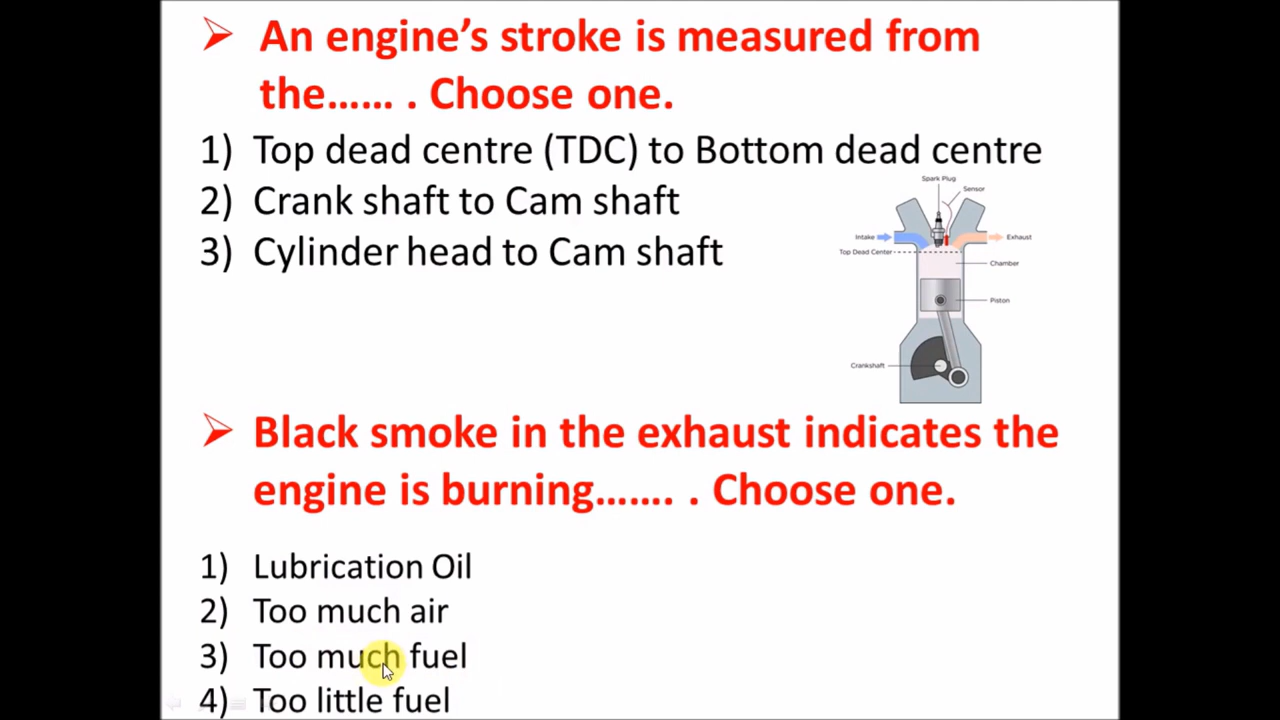 ➢ An engine’s stroke is measured from
the…… . Choose one.
1) Top dead centre (TDC) to Bottom dead centre
2) Crank shaft to Cam shaft
3) Cylinder head to Cam shaft
Spark Plug
Sensor
Intake
Exhaust
Top Dead Center
Chamber
Piston
Crankshaft
➢ Black smoke in the exhaust indicates the
engine is burning……. . Choose one.
1) Lubrication Oil
2) Too much air
3) Too much fuel
4) Too little fuel